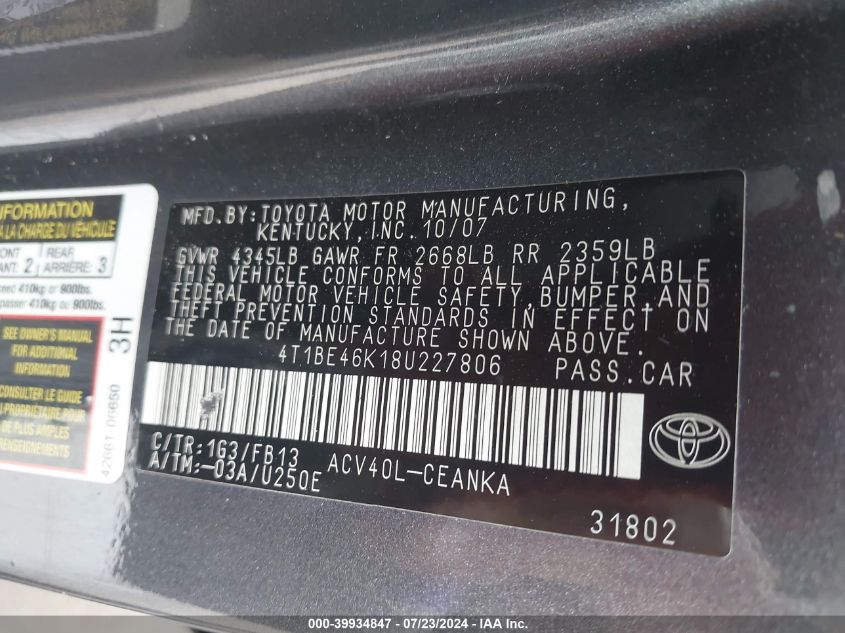 NFORMATION
À LA CHARGE DU VÉHICULE
2
REAR
ARRIÈRE: 3
410kg or 900lbs.
410kg ou 900lbs.
SEE OWNER'S MANUAL
FOR ADDITIONAL
INFORMATION
CONSULTER LE GUIDE
PROPRIÉTAIRE POUR
DE PLUS AMPLES
RENSEIGNEMENTS
3H
42661 06680
MFD.BY:TOYOTA MOTOR MANUFACTURING,
KENTUCKY,INC.10/07
GVWR 4345LB GAWR FR 2668LB RR 2359LB
THIS VEHICLE CONFORMS TO ALL APPLICABLE
FEDERAL MOTOR VEHICLE SAFETY,BUMPER,AND
THEFT PREVENTION STANDARDS IN EFFECT ON
THE DATE OF MANUFACTURE SHOWN ABOVE.
4T1BE46K18U227806 PASS.CAR
C/TR:1G3/FB13
A/TM:-03A/U250E
ACV40L-CEANKA
31802
000-39934847 / 07/23/2024 - IAA Inc.